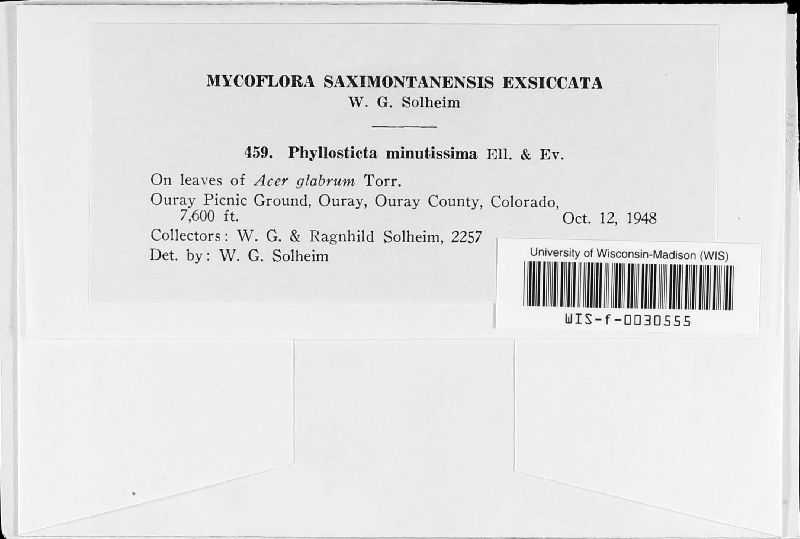 MYCOFLORA SAXIMONTANENSIS EXSICCATA
W. G. Solheim
459. Phyllosticta minutissima Ell. & Ev.
On leaves of Acer glabrum Torr.
Ouray Picnic Ground, Ouray, Ouray County, Colorado,
7,600 ft. Oct. 12, 1948
Collectors: W. G. & Ragnhild Solheim, 2257
Det. by: W. G. Solheim
University of Wisconsin-Madison (WIS)
WIS-f-0030555